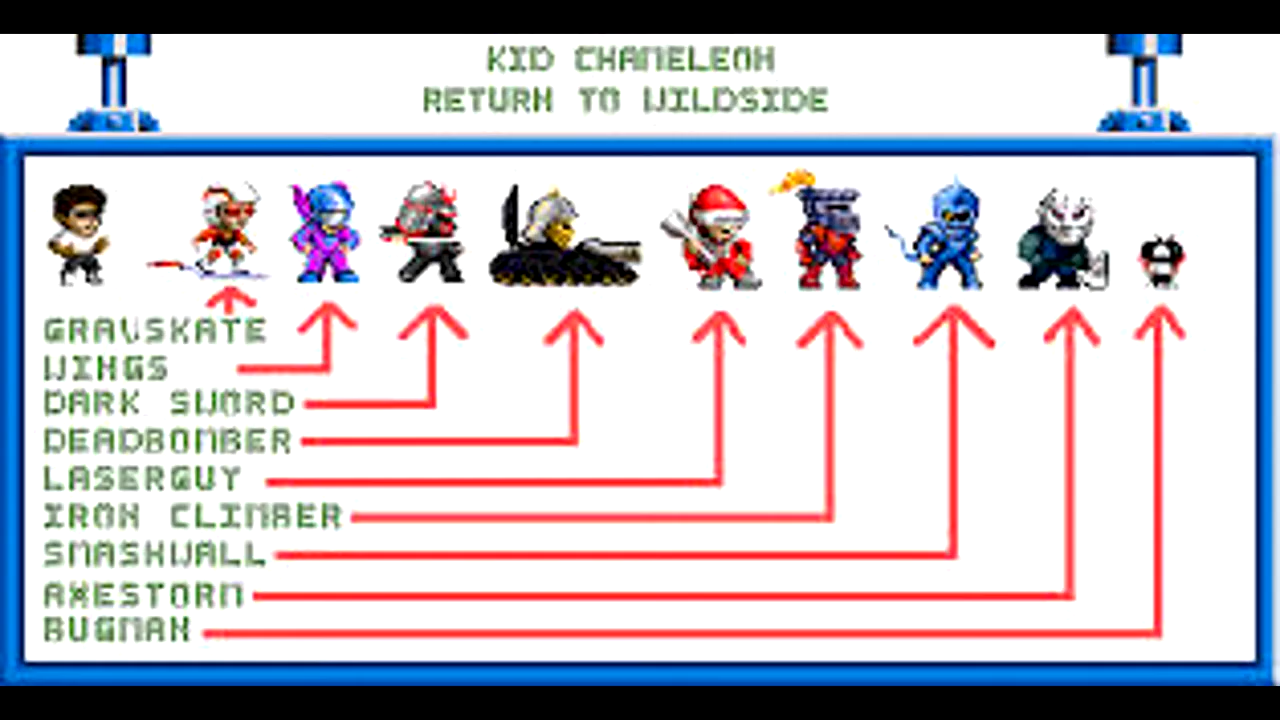 KID CHAMELEON
RETURN TO WILDSIDE
GRAVSKATE
WINGS
DARK SWORD
DEADBOMBER
LASERGUY
IRON CLIMBER
SMASHWALL
AXESTORM
BUGMAN